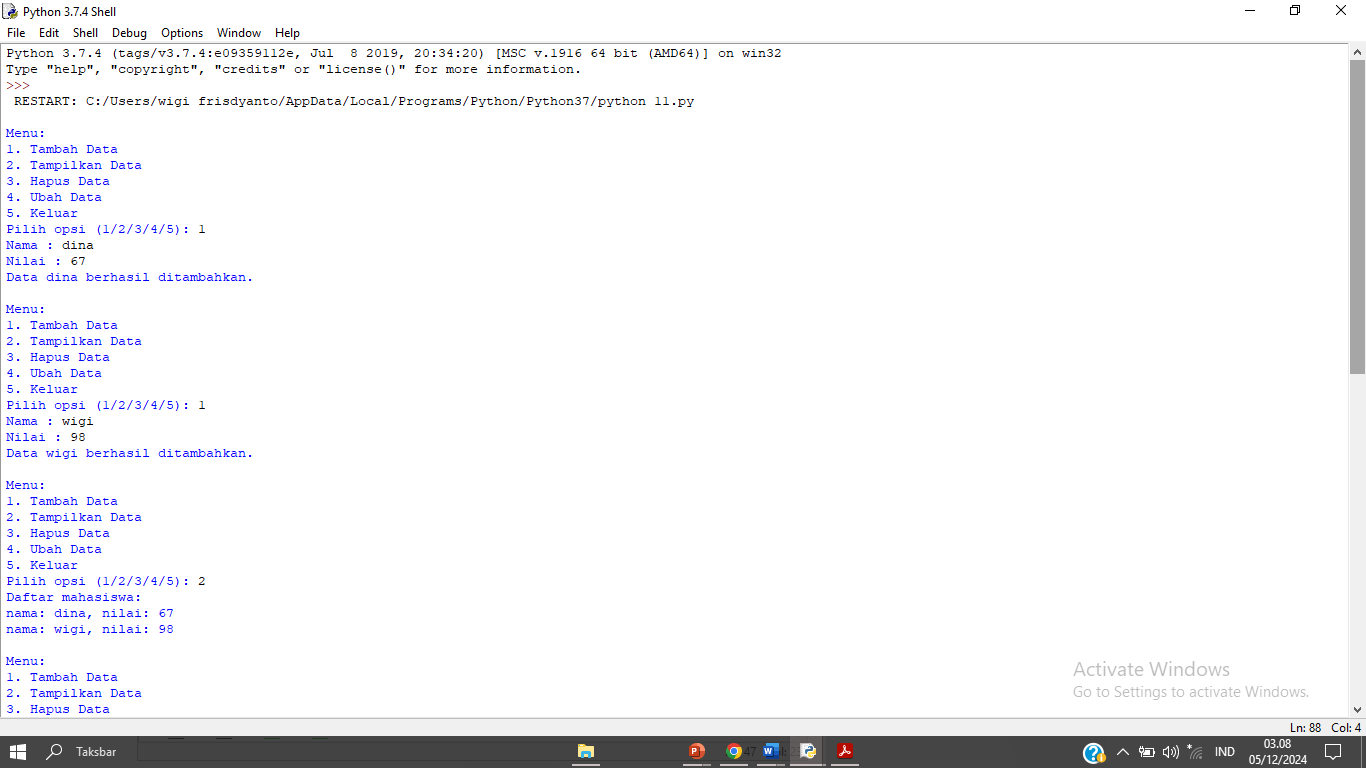 Python 3.7.4 Shell
File Edit Shell Debug Options Window Help
Python 3.7.4 (tags/v3.7.4:e09359112e, Jul  8 2019, 20:34:20) [MSC v.1916 64 bit (AMD64)] on win32
Type "help", "copyright", "credits" or "license()" for more information.
>>>
 RESTART: C:/Users/wigi frisdyanto/AppData/Local/Programs/Python/Python37/python 11.py
Menu:
1. Tambah Data
2. Tampilkan Data
3. Hapus Data
4. Ubah Data
5. Keluar
Pilih opsi (1/2/3/4/5): 1
Nama : dina
Nilai : 67
Data dina berhasil ditambahkan.
Menu:
1. Tambah Data
2. Tampilkan Data
3. Hapus Data
4. Ubah Data
5. Keluar
Pilih opsi (1/2/3/4/5): 1
Nama : wigi
Nilai : 98
Data wigi berhasil ditambahkan.
Menu:
1. Tambah Data
2. Tampilkan Data
3. Hapus Data
4. Ubah Data
5. Keluar
Pilih opsi (1/2/3/4/5): 2
Daftar mahasiswa:
nama: dina, nilai: 67
nama: wigi, nilai: 98
Menu:
1. Tambah Data
2. Tampilkan Data
3. Hapus Data
Activate Windows
Go to Settings to activate Windows.
Ln: 88 Col: 4
Taksbar
IND
03.08
05/12/2024